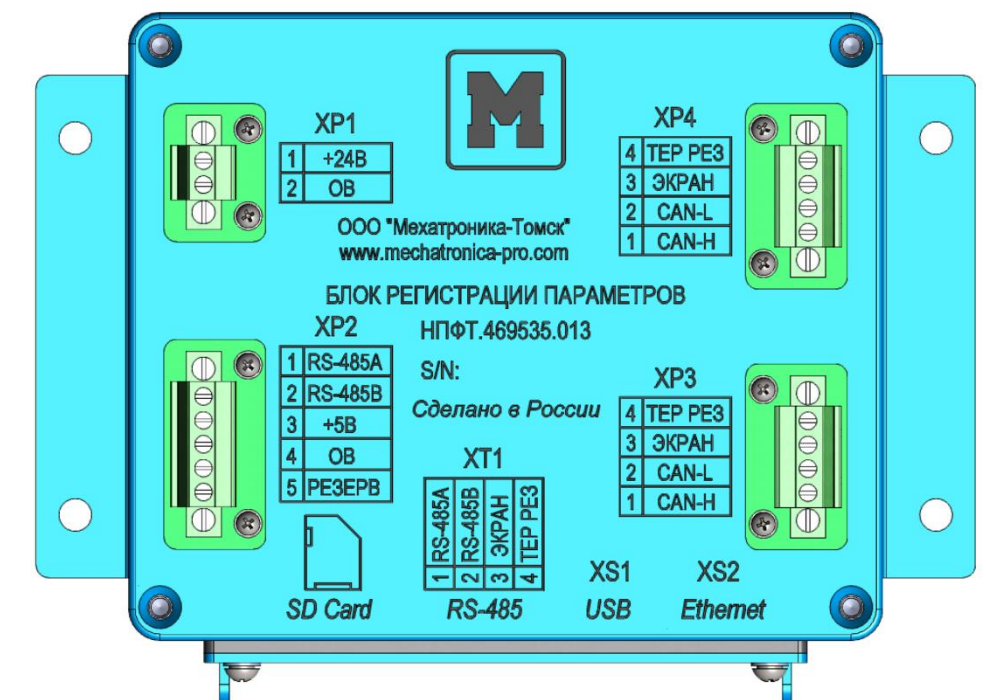 M
XP1
1 +24В
2 ОВ
ООО "Мехатроника-Томск"
www.mechatronica-pro.com
XP4
4 ТЕР РЕЗ
3 ЭКРАН
2 CAN-L
1 CAN-H
БЛОК РЕГИСТРАЦИИ ПАРАМЕТРОВ
НПФТ.469535.013
S/N:
Сделано в России
XP2
1 RS-485A
2 RS-485B
3 +5В
4 ОВ
5 РЕЗЕРВ
XP3
4 ТЕР РЕЗ
3 ЭКРАН
2 CAN-L
1 CAN-H
XT1
1 RS-485A
2 RS-485B
3 ЭКРАН
4 ТЕР РЕЗ
SD Card
RS-485
XS1
USB
XS2
Ethernet